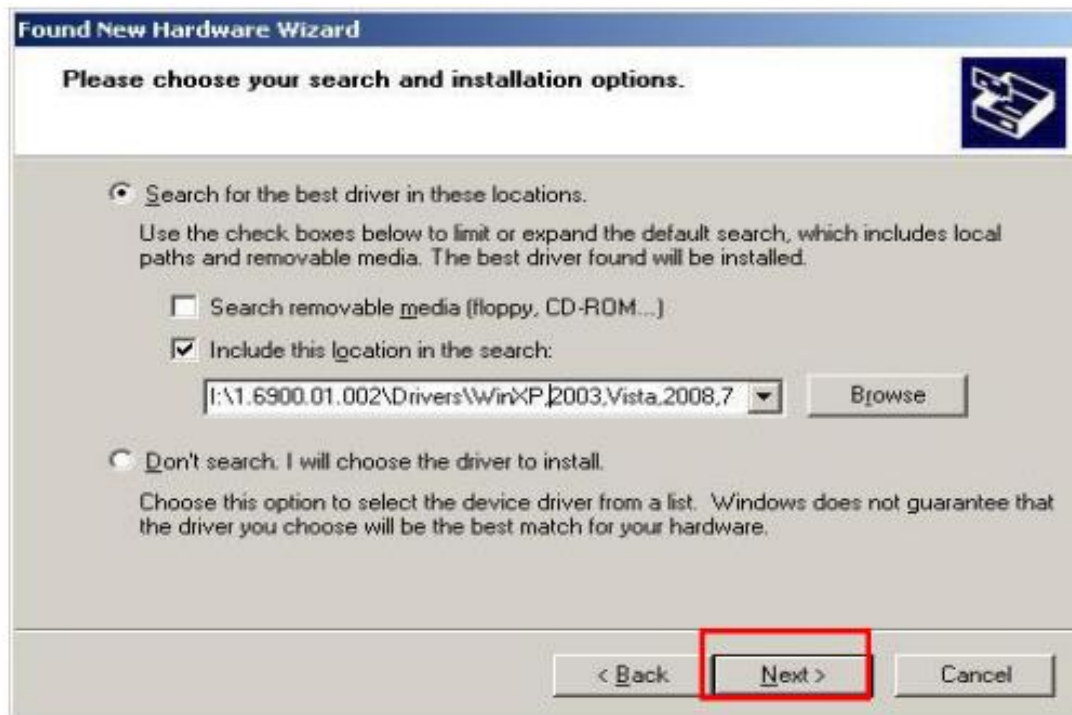 Found New Hardware Wizard
Please choose your search and installation options.
Search for the best driver in these locations.
Use the check boxes below to limit or expand the default search, which includes local
paths and removable media. The best driver found will be installed.
Search removable media (floppy, CD-ROM...)
Include this location in the search:
I:\1.6900.01.002\Drivers\WinXP,2003,Vista,2008,7
Browse
Don't search. I will choose the driver to install.
Choose this option to select the device driver from a list. Windows does not guarantee that
the driver you choose will be the best match for your hardware.
< Back
Next >
Cancel